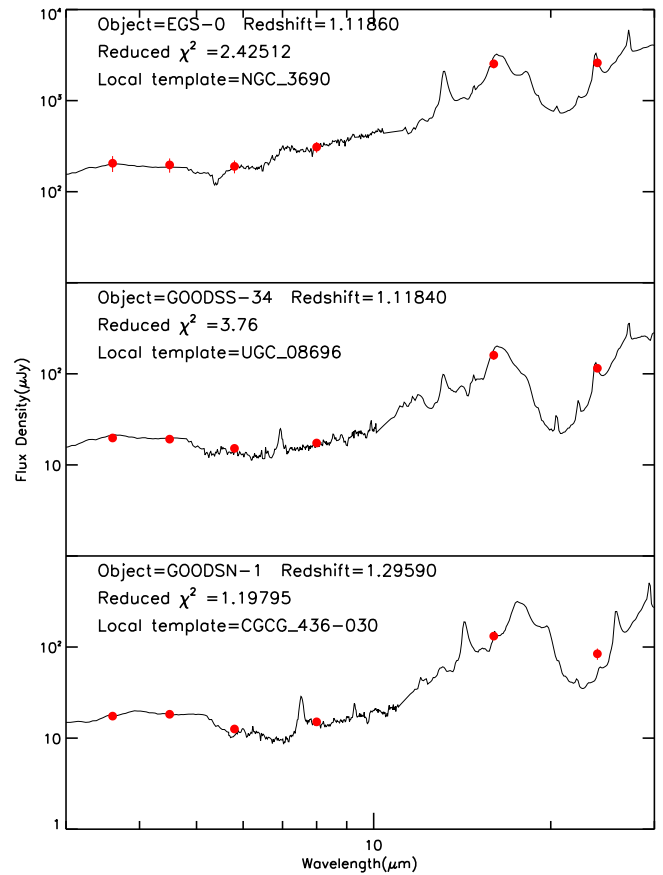 10⁴
Object=EGS-0 Redshift=1.11860
Reduced χ² =2.42512
Local template=NGC_3690
10³
10²
Object=GOODSS-34 Redshift=1.11840
Reduced χ² =3.76
Local template=UGC_08696
10²
10
Flux Density(μJy)
Object=GOODSN-1 Redshift=1.29590
Reduced χ² =1.19795
Local template=CGCG_436-030
10²
10
1
10
Wavelength(μm)